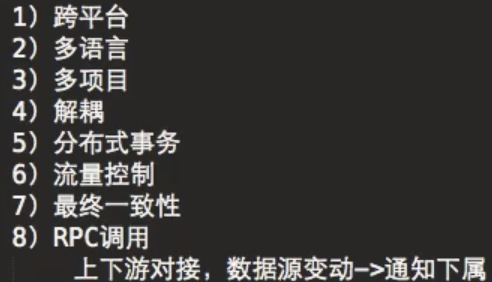 1）跨平台
2）多语言
3）多项目
4）解耦
5）分布式事务
6）流量控制
7）最终一致性
8）RPC调用
上下游对接，数据源变动->通知下属